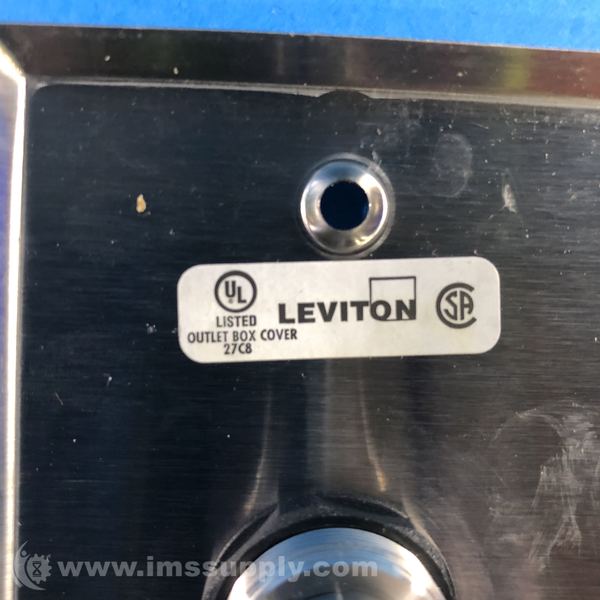 UL
LISTED
OUTLET BOX COVER
27C8
LEVITON
SA
www.imssupply.com